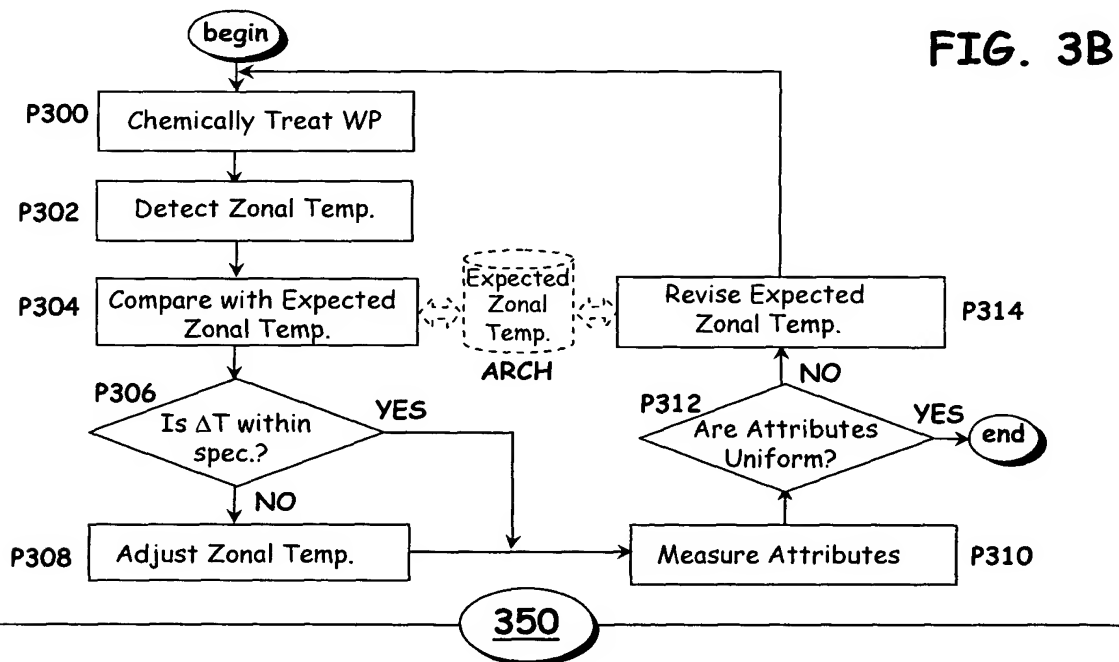 begin
FIG. 3B
P300
Chemically Treat WP
P302
Detect Zonal Temp.
P304
Compare with Expected
Zonal Temp.
Expected
Zonal
Temp.
ARCH
Revise Expected
Zonal Temp.
P314
P306
Is ΔT within
spec.?
YES
NO
P312
Are Attributes
Uniform?
NO
YES
end
P308
Adjust Zonal Temp.
Measure Attributes
P310
350